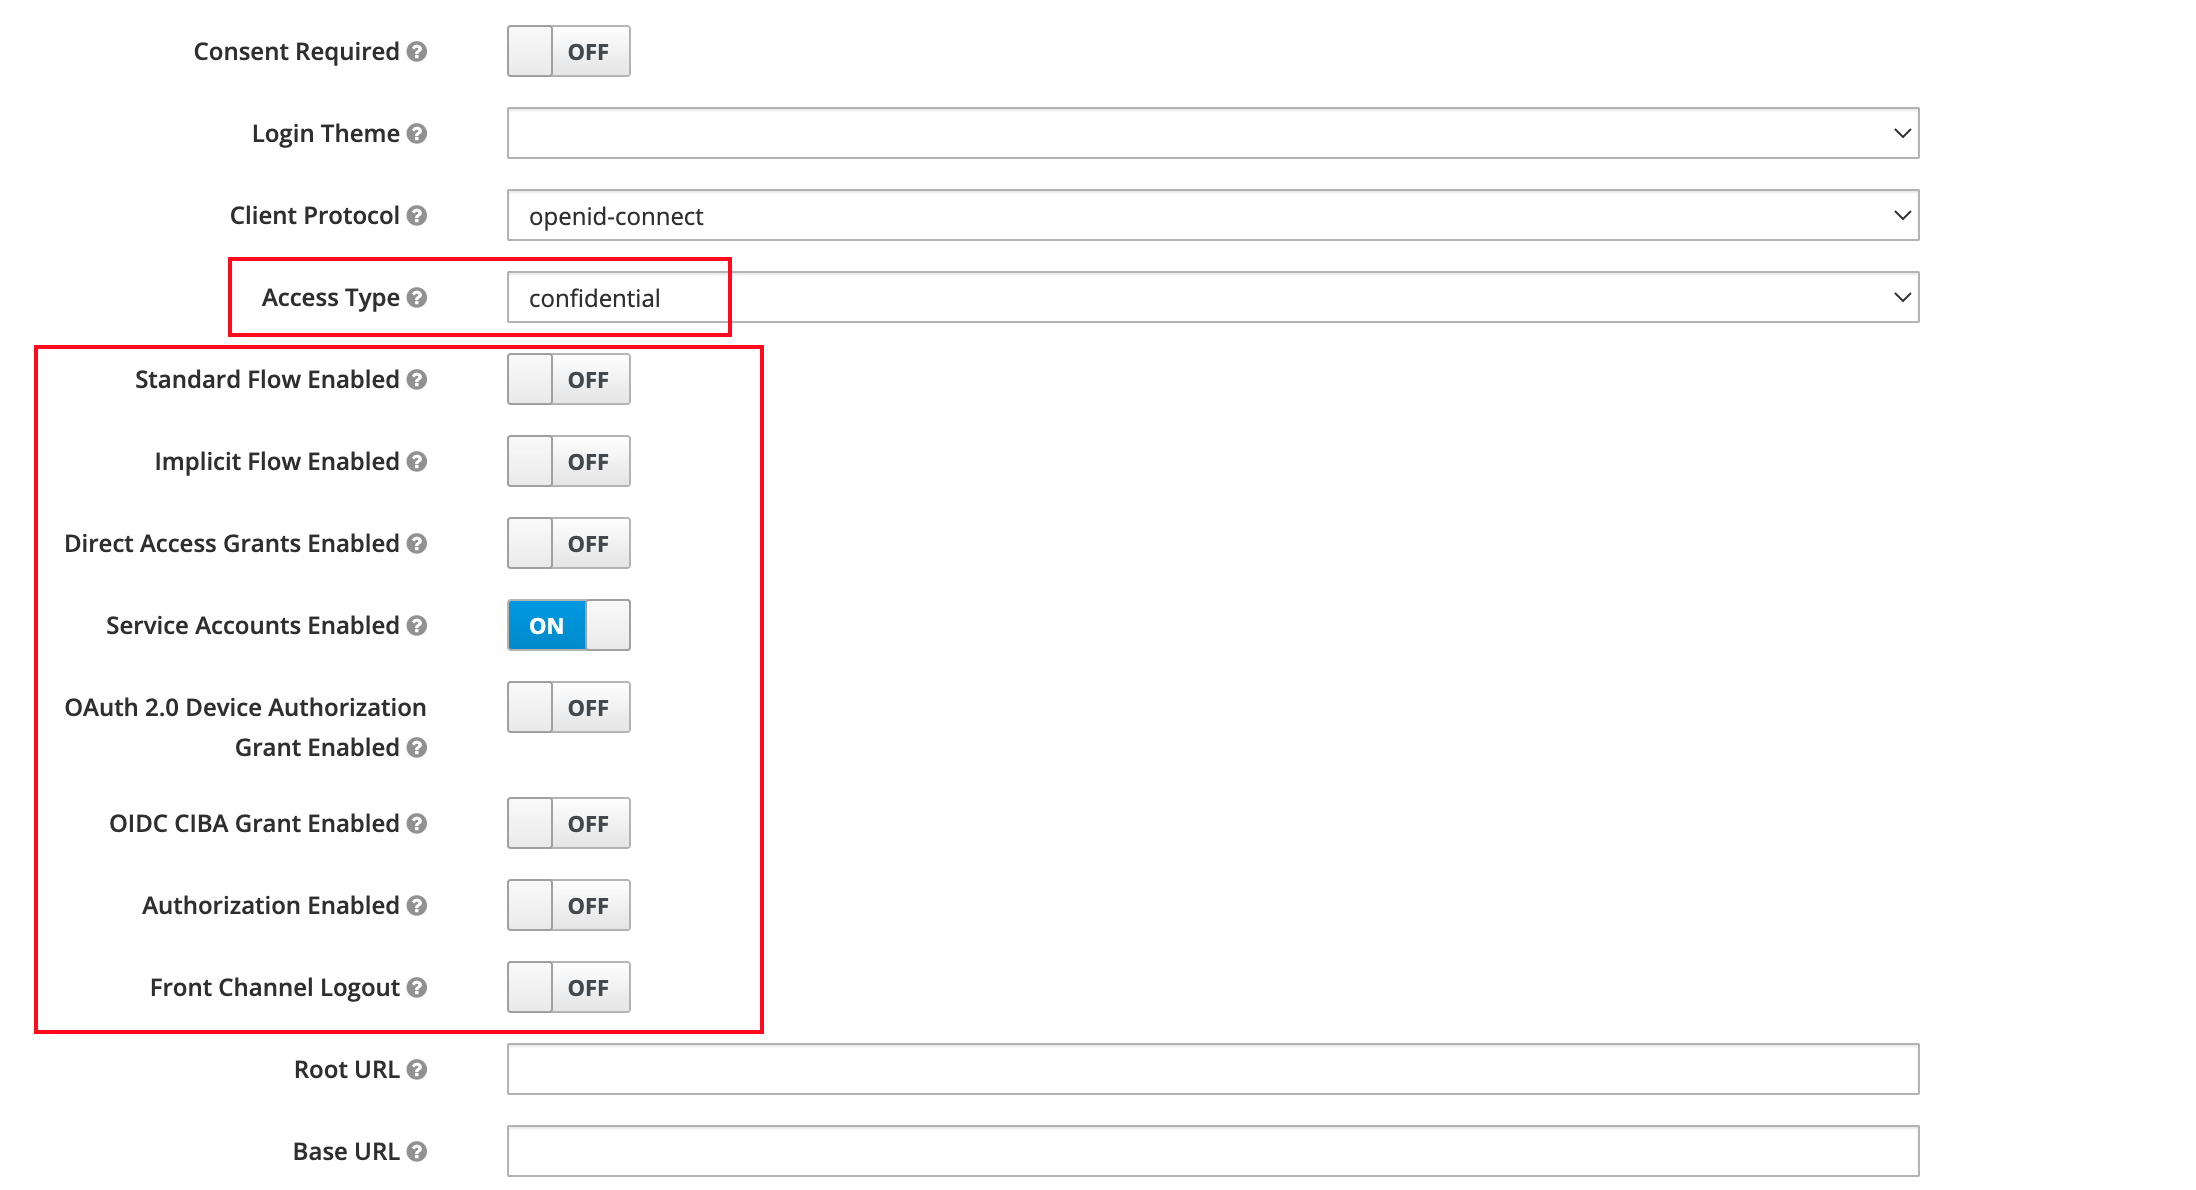 Consent Required ? OFF
Login Theme ?
Client Protocol ? openid-connect
Access Type ? confidential
Standard Flow Enabled ? OFF
Implicit Flow Enabled ? OFF
Direct Access Grants Enabled ? OFF
Service Accounts Enabled ? ON
OAuth 2.0 Device Authorization OFF
Grant Enabled ?
OIDC CIBA Grant Enabled ? OFF
Authorization Enabled ? OFF
Front Channel Logout ? OFF
Root URL ?
Base URL ?